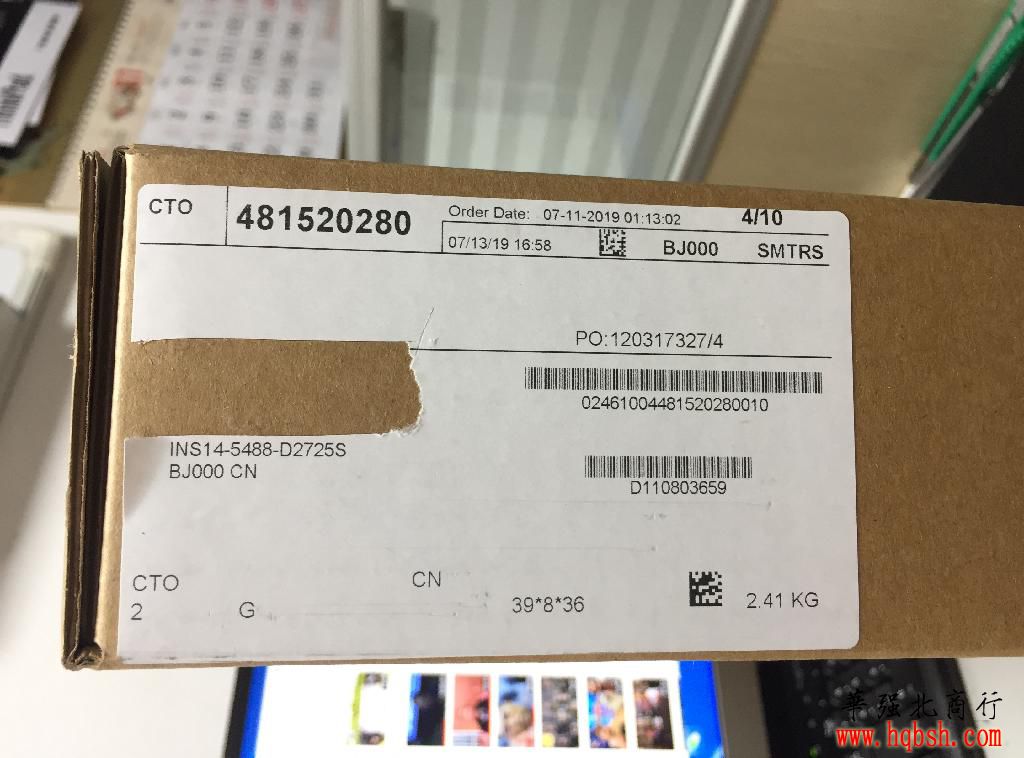 CTO
481520280
Order Date: 07-11-2019 01:13:02
4/10
07/13/19 16:58
BJ000
SMTRS
PO:120317327/4
02461004481520280010
INS14-5488-D2725S
BJ000 CN
D110803659
CTO
CN
2
G
39*8*36
2.41 KG
華强北商行
www.hqbsh.com